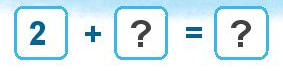 2 + ? = ?